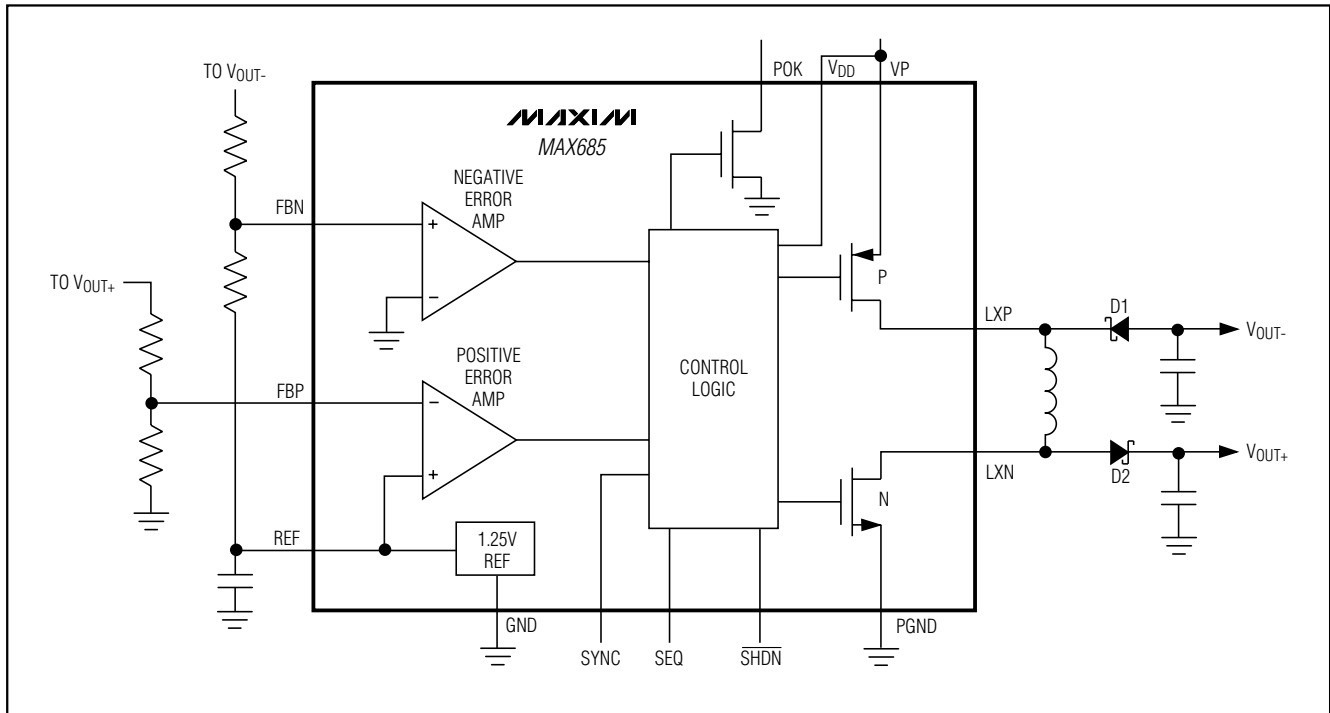 TO VOUT-
POK
VDD
VP
MAXIM
MAX685
NEGATIVE
ERROR
AMP
FBN
+
−
P
TO VOUT+
LXP
D1
VOUT-
POSITIVE
ERROR
AMP
CONTROL
LOGIC
FBP
−
+
LXN
D2
VOUT+
N
REF
1.25V
REF
GND
PGND
SYNC
SEQ
SHDN